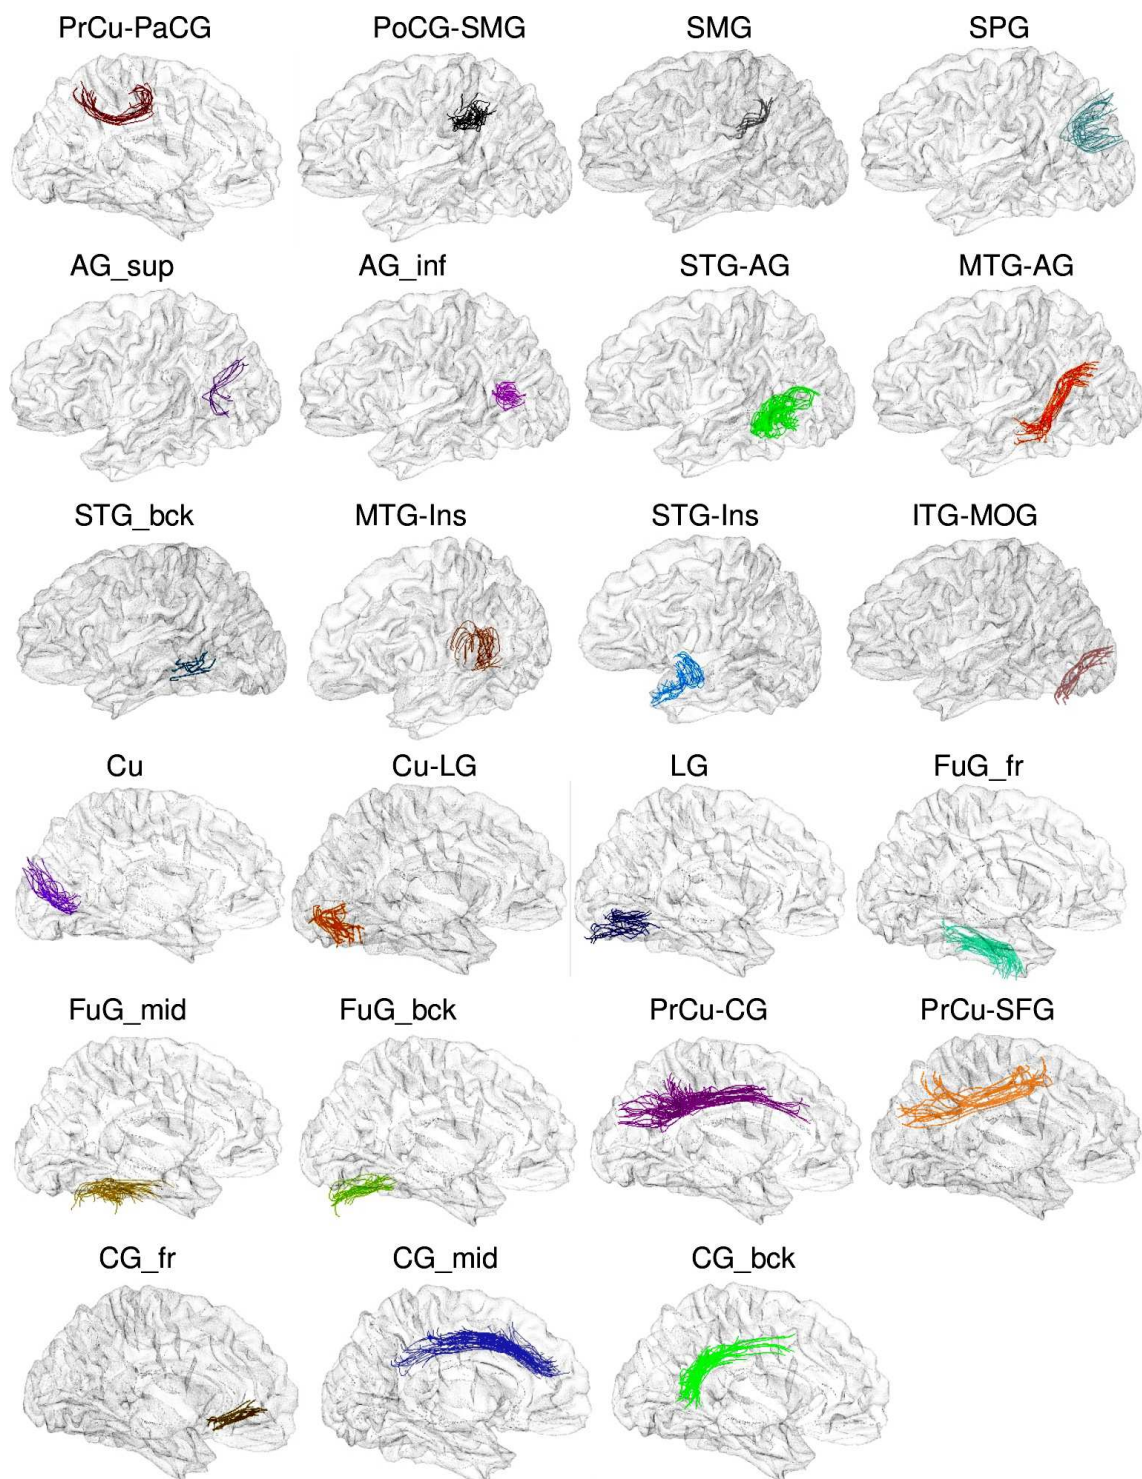 PrCu-PaCG PoCG-SMG SMG SPG
AG_sup AG_inf STG-AG MTG-AG
STG_bck MTG-Ins STG-Ins ITG-MOG
Cu Cu-LG LG FuG_fr
FuG_mid FuG_bck PrCu-CG PrCu-SFG
CG_fr CG_mid CG_bck